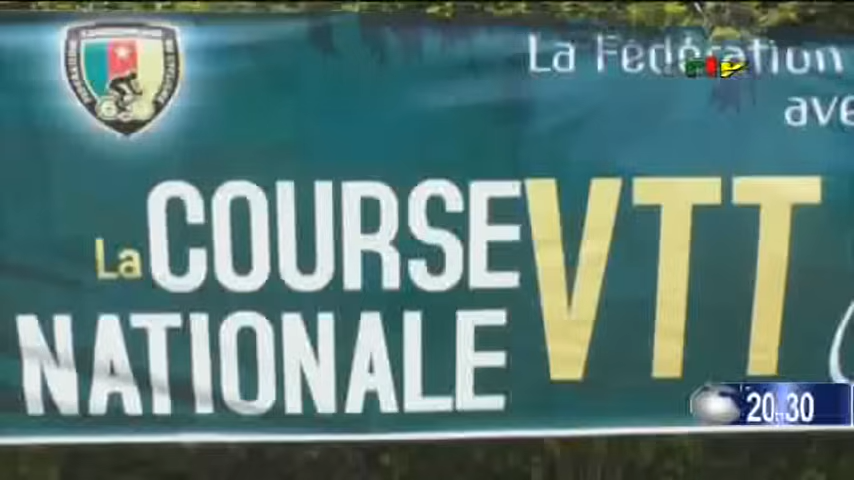 La Fédération
ave
La COURSE VTT
NATIONALE
20:30